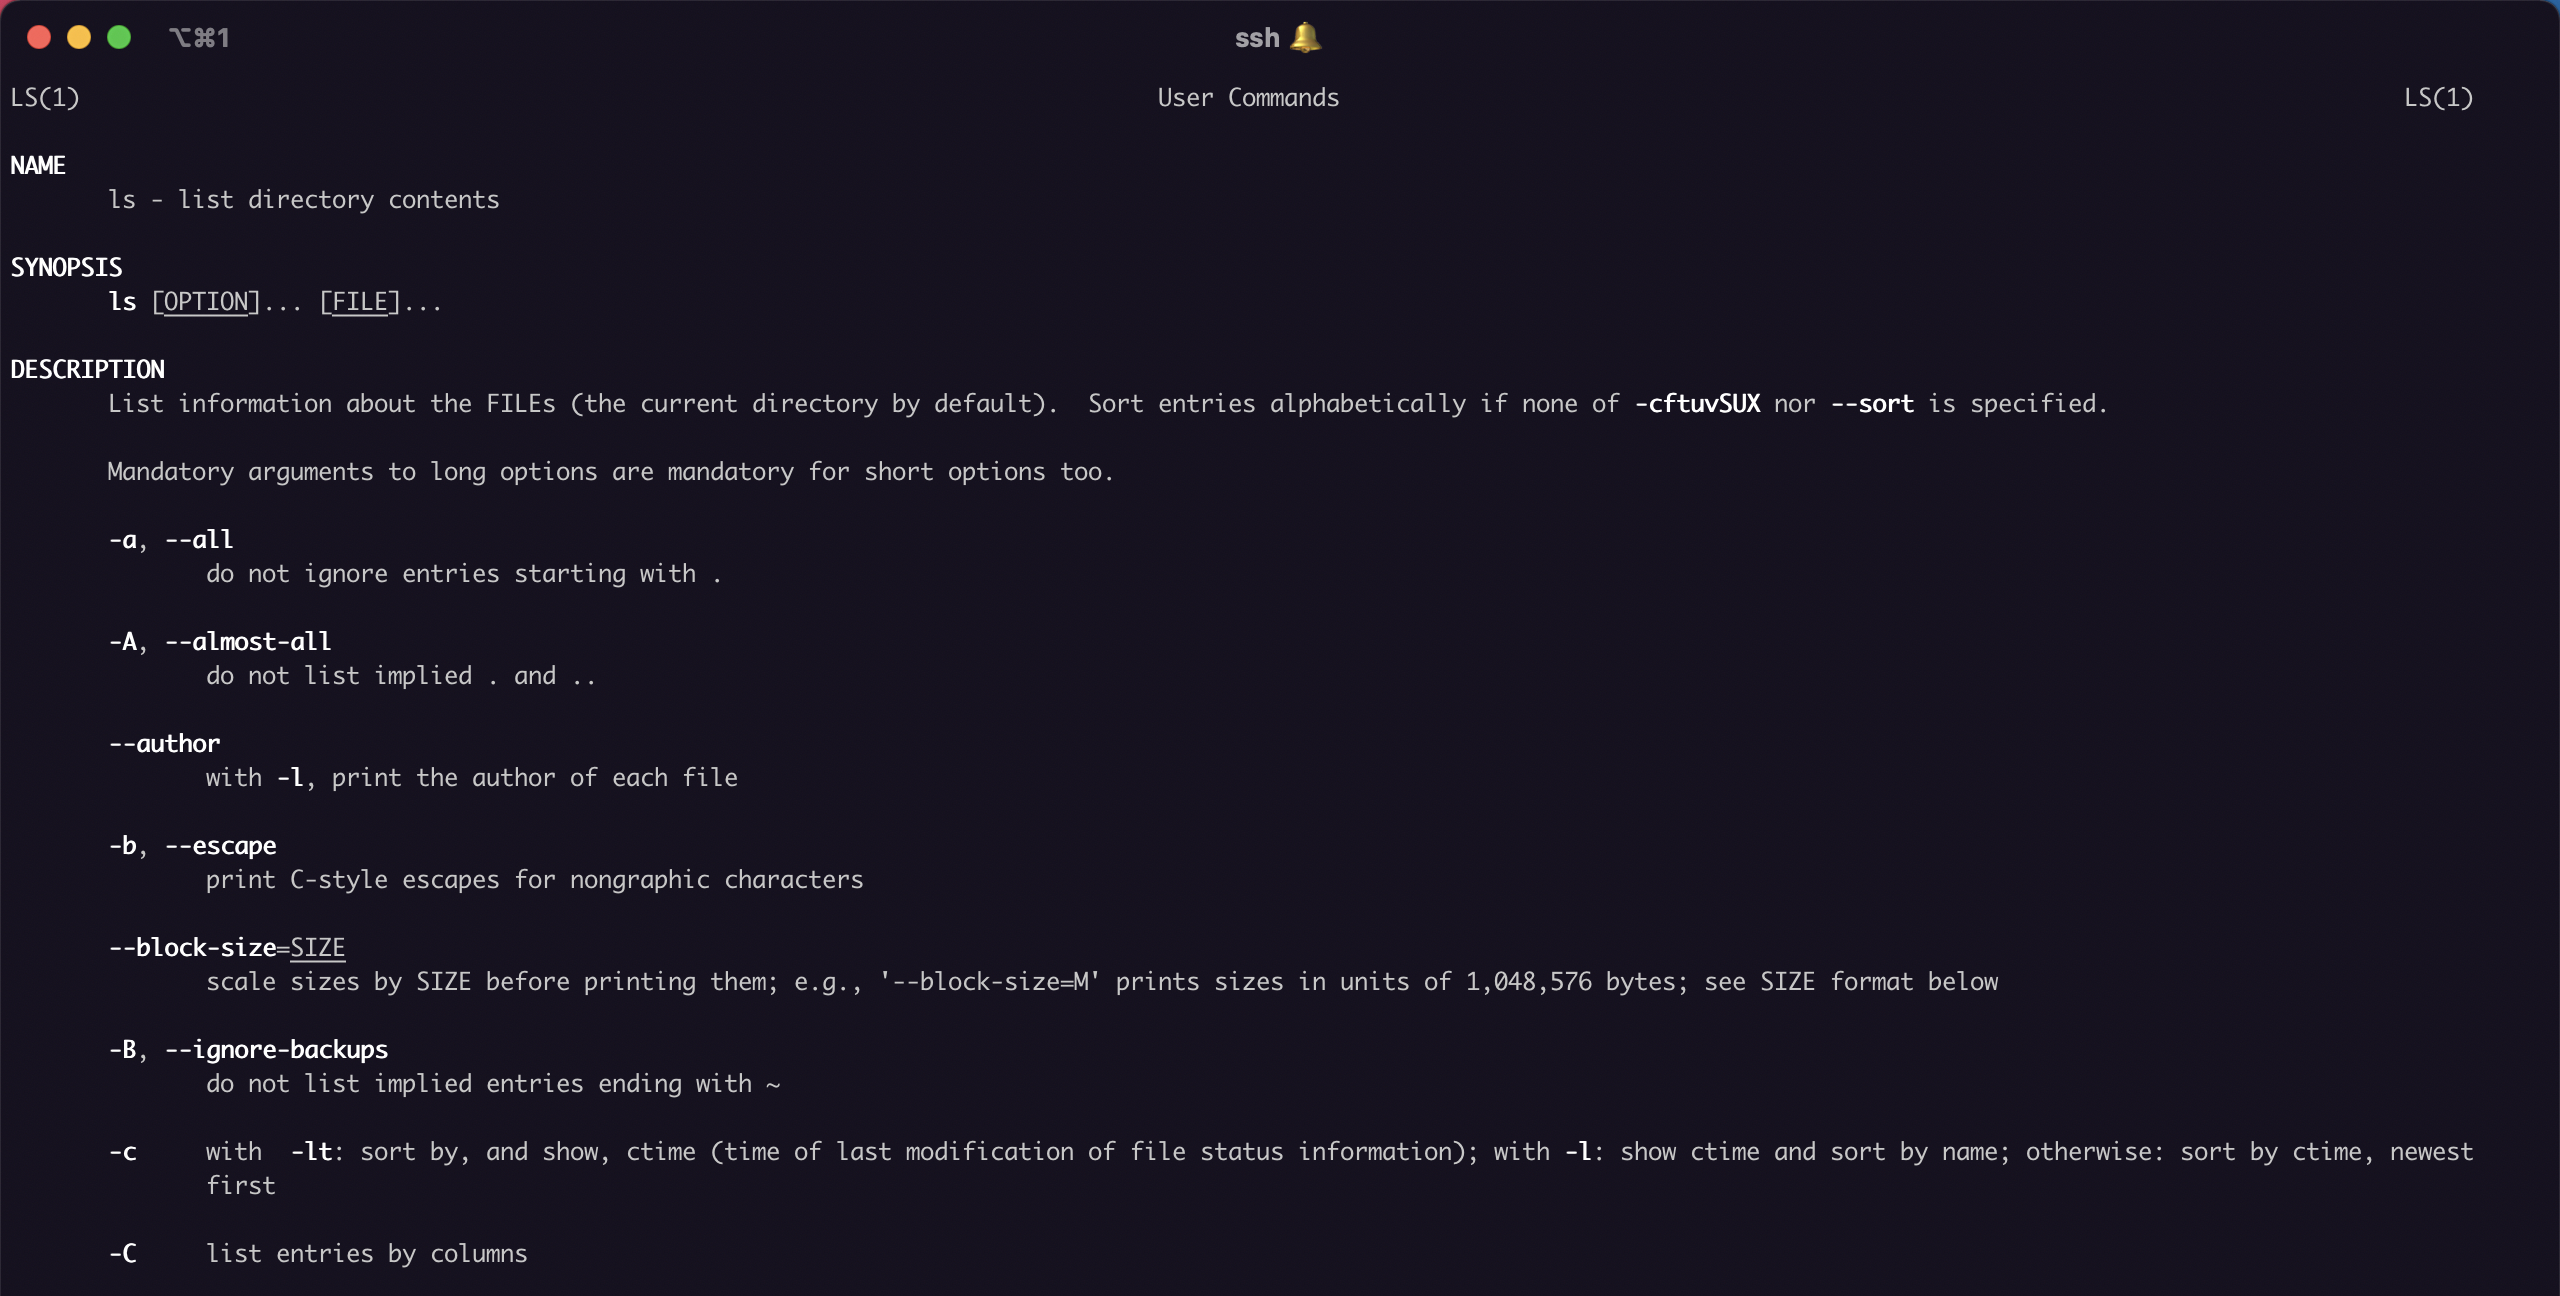 ⌥⌘1 ssh 🔔
LS(1) User Commands LS(1)
NAME
ls - list directory contents
SYNOPSIS
ls [OPTION]... [FILE]...
DESCRIPTION
List information about the FILEs (the current directory by default).  Sort entries alphabetically if none of -cftuvSUX nor --sort is specified.
Mandatory arguments to long options are mandatory for short options too.
-a, --all
do not ignore entries starting with .
-A, --almost-all
do not list implied . and ..
--author
with -l, print the author of each file
-b, --escape
print C-style escapes for nongraphic characters
--block-size=SIZE
scale sizes by SIZE before printing them; e.g., '--block-size=M' prints sizes in units of 1,048,576 bytes; see SIZE format below
-B, --ignore-backups
do not list implied entries ending with ~
-c     with  -lt: sort by, and show, ctime (time of last modification of file status information); with -l: show ctime and sort by name; otherwise: sort by ctime, newest
first
-C     list entries by columns